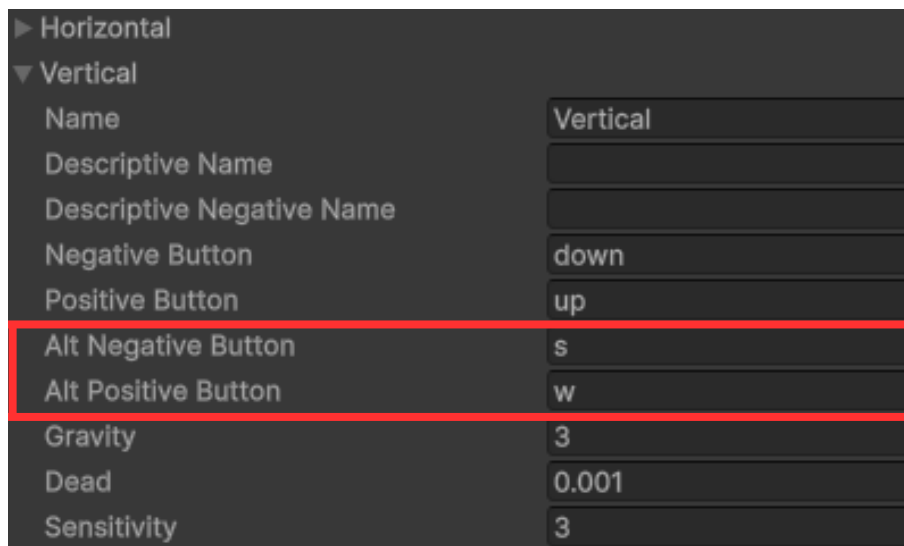 Horizontal
Vertical
Name Vertical
Descriptive Name
Descriptive Negative Name
Negative Button down
Positive Button up
Alt Negative Button s
Alt Positive Button w
Gravity 3
Dead 0.001
Sensitivity 3